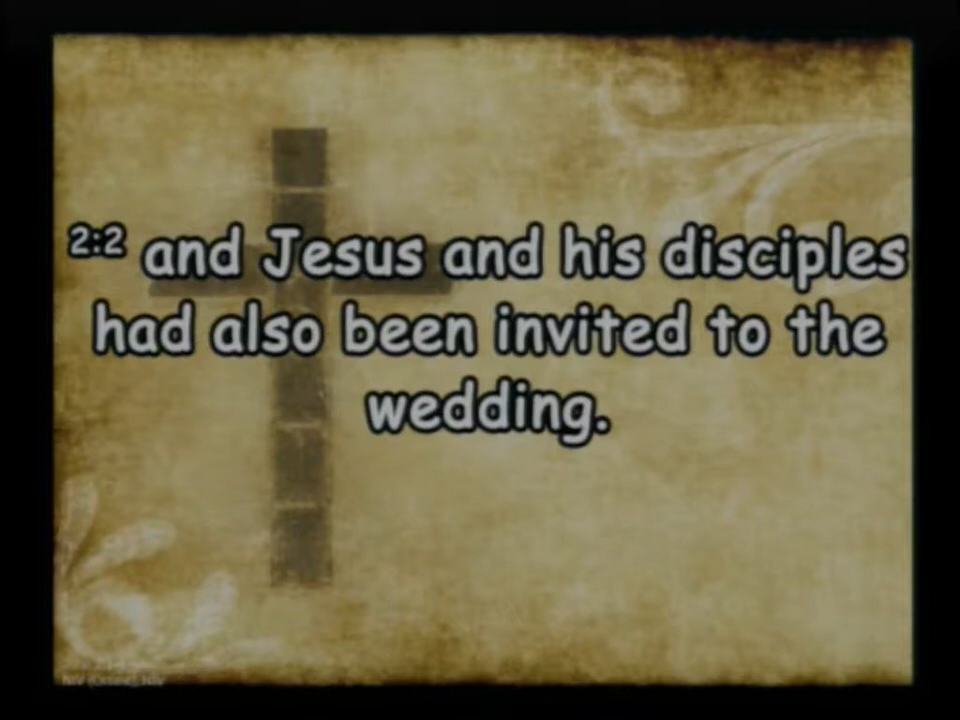 2:2 and Jesus and his disciples
had also been invited to the
wedding.